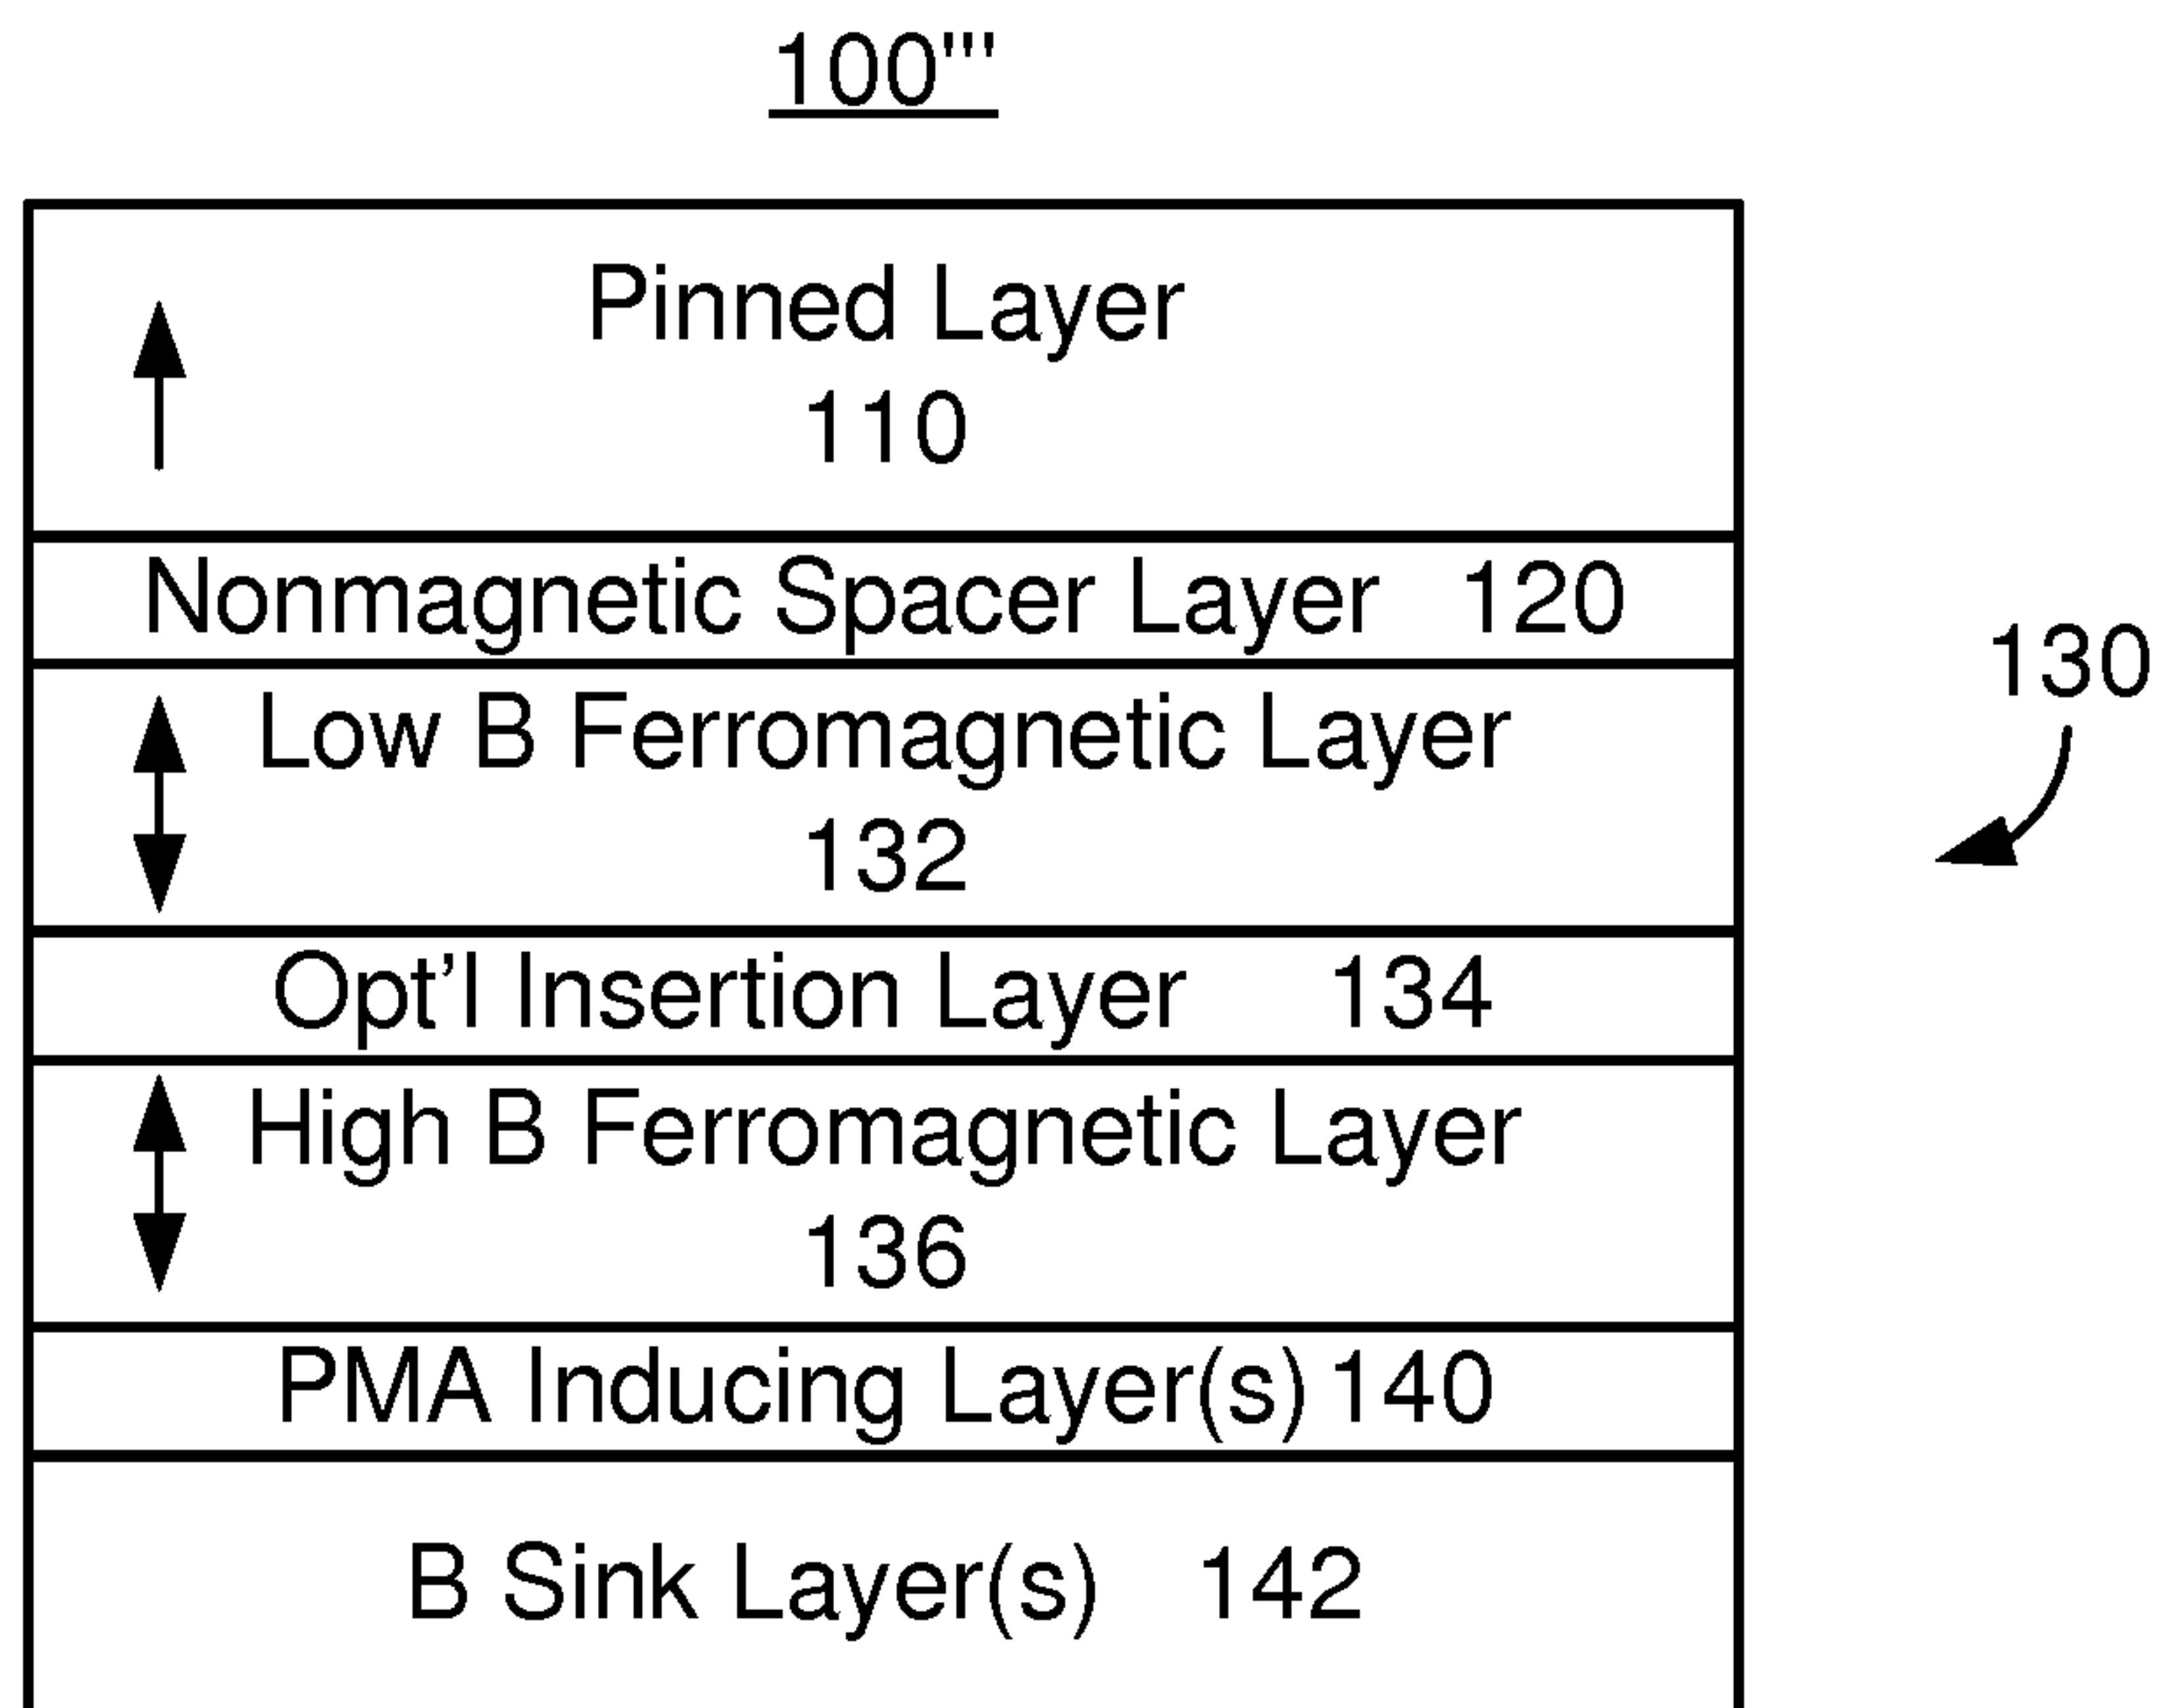 100'''
Pinned Layer
110
Nonmagnetic Spacer Layer 120
130
Low B Ferromagnetic Layer
132
Opt'l Insertion Layer 134
High B Ferromagnetic Layer
136
PMA Inducing Layer(s) 140
B Sink Layer(s) 142